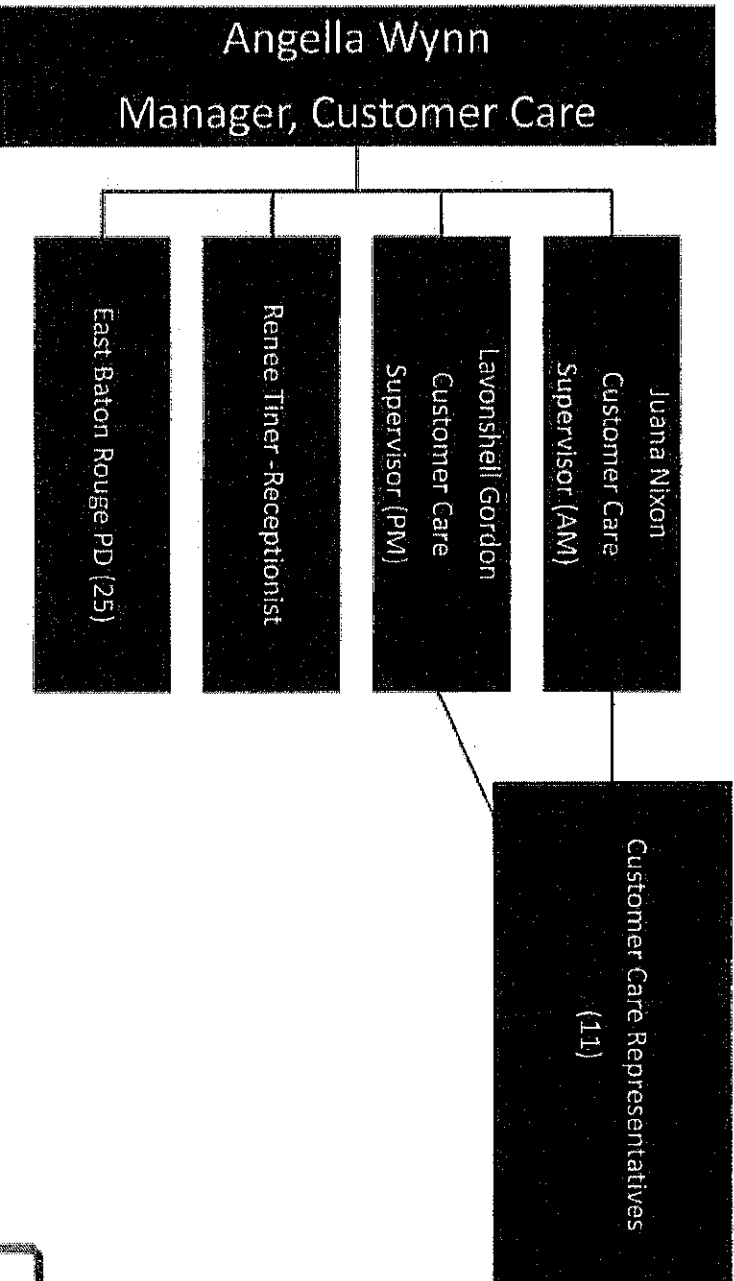 Angella Wynn
Manager, Customer Care
Juana Nixon
Customer Care
Supervisor (AM)
Lavonshell Gordon
Customer Care
Supervisor (PM)
Renee Tiner -Receptionist
East Baton Rouge PD (25)
Customer Care Representatives
(11)